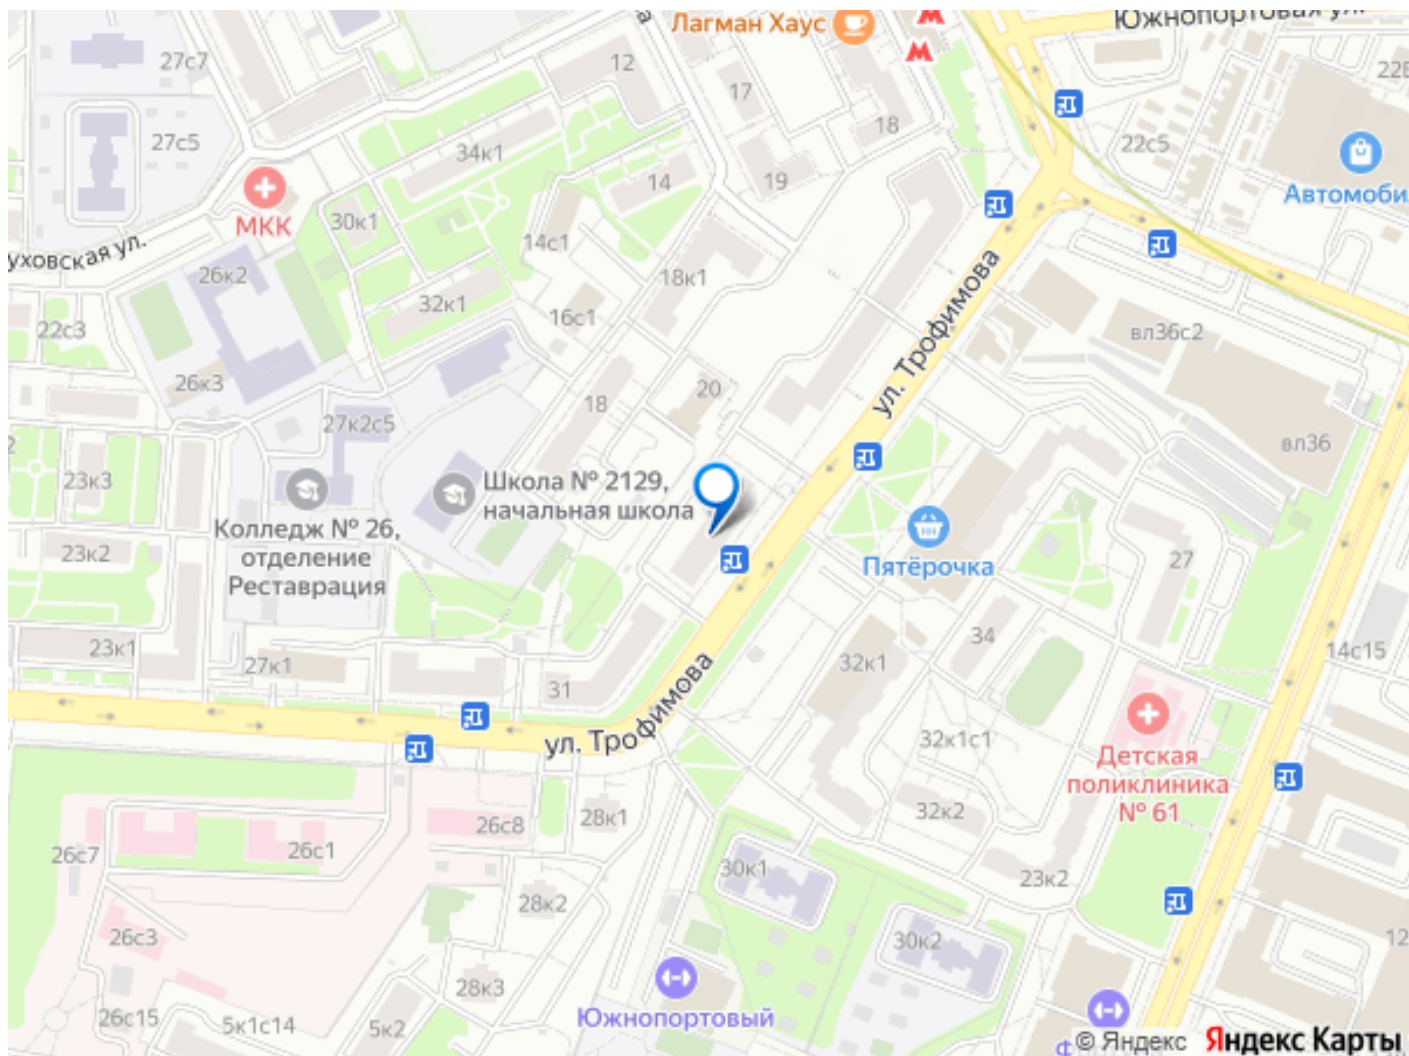 Лагман Хаус
Южнопортовая ул.
27с7
12
17
22В
27с5
34к1
18
22с5
14
19
Автомобил
МКК
30к1
14с1
уховская ул.
26к2
18к1
32к1
16с1
22с3
вл36с2
ул. Трофимова
26к3
20
18
27к2с5
вл36
23к3
Школа № 2129,
начальная школа
Колледж № 26,
отделение
Реставрация
23к2
Пятёрочка
27
34
23к1
27к1
32к1
14с15
31
ул. Трофимова
32к1с1
Детская
поликлиника
№ 61
32к2
28к1
26с8
26с7
26с1
30к1
23к2
28к2
26с3
30к2
12
28к3
Южнопортовый
26с15
5к1с14
5к2
© Яндекс
Яндекс Карты